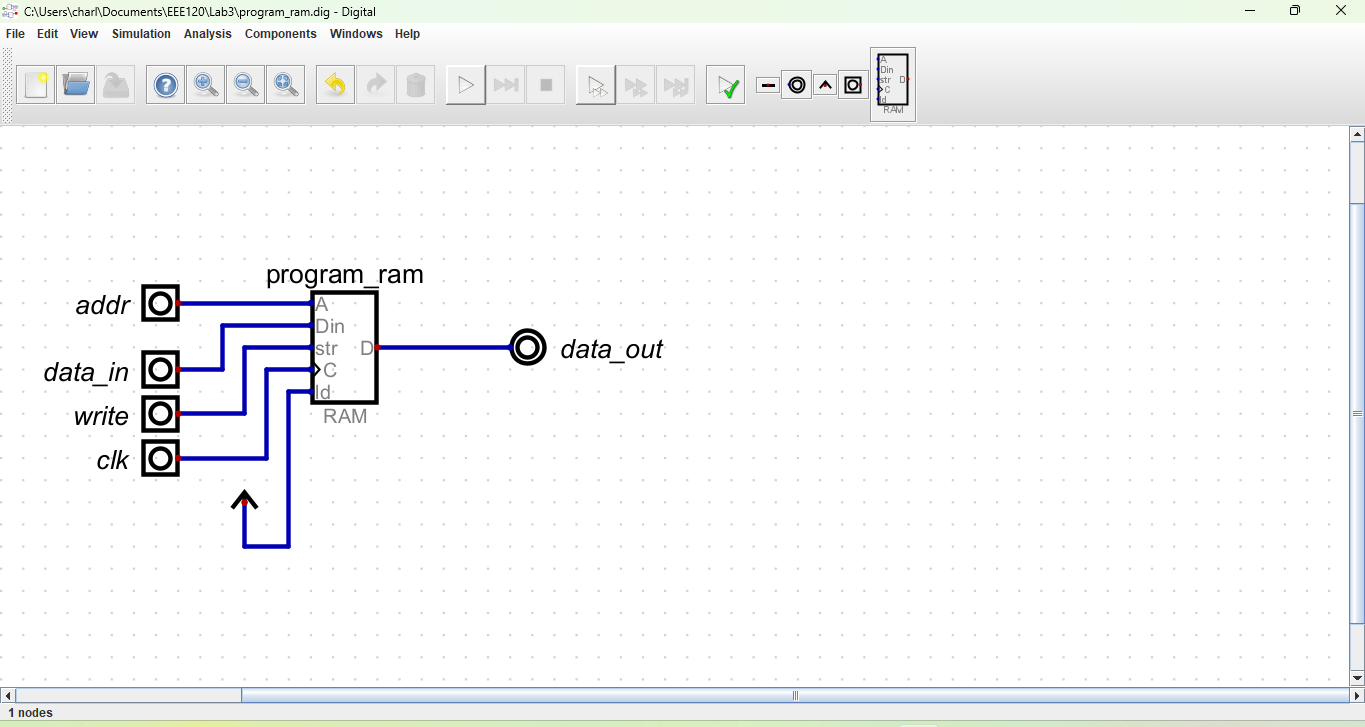 C:\Users\charl\Documents\EEE120\Lab3\program_ram.dig - Digital
File Edit View Simulation Analysis Components Windows Help
A
Din
str D
C
ld
RAM
program_ram
addr
A
Din
data_in
str D
data_out
C
write
ld
RAM
clk
1 nodes